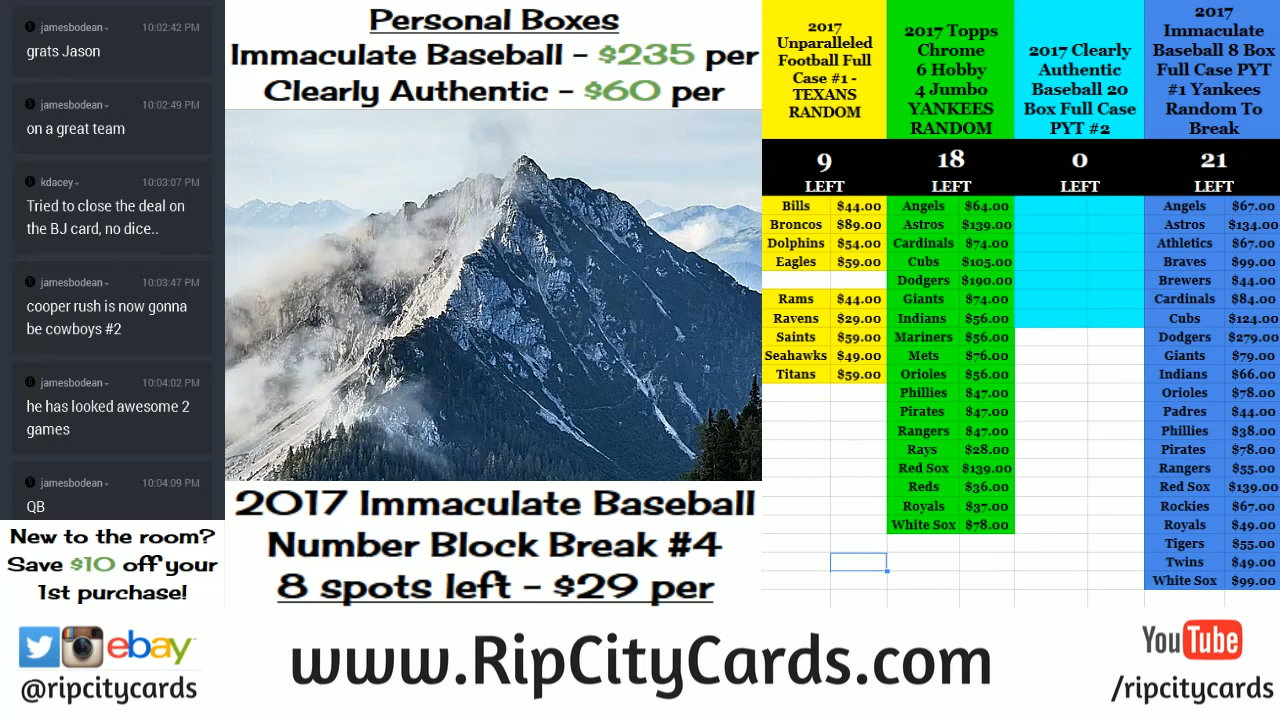 jamesbodean 10:02:42 PM
grats Jason
jamesbodean 10:02:49 PM
on a great team
kdacey 10:03:07 PM
Tried to close the deal on
the BJ card, no dice..
jamesbodean 10:03:47 PM
cooper rush is now gonna
be cowboys #2
jamesbodean 10:04:02 PM
he has looked awesome 2
games
jamesbodean 10:04:09 PM
QB
New to the room?
Save $10 off your
1st purchase!
Personal Boxes
Immaculate Baseball - $235 per
Clearly Authentic - $60 per
2017 Immaculate Baseball
Number Block Break #4
8 spots left - $29 per
2017
Unparalleled
Football Full
Case #1 -
TEXANS
RANDOM
9
LEFT
Bills $44.00
Broncos $89.00
Dolphins $54.00
Eagles $59.00
Rams $44.00
Ravens $29.00
Saints $59.00
Seahawks $49.00
Titans $59.00
2017 Topps
Chrome
6 Hobby
4 Jumbo
YANKEES
RANDOM
18
LEFT
Angels $64.00
Astros $139.00
Cardinals $74.00
Cubs $105.00
Dodgers $190.00
Giants $74.00
Indians $56.00
Mariners $56.00
Mets $76.00
Orioles $56.00
Phillies $47.00
Pirates $47.00
Rangers $47.00
Rays $28.00
Red Sox $139.00
Reds $36.00
Royals $37.00
White Sox $78.00
2017 Clearly
Authentic
Baseball 20
Box Full Case
PYT #2
0
LEFT
2017
Immaculate
Baseball 8 Box
Full Case PYT
#1 Yankees
Random To
Break
21
LEFT
Angels $67.00
Astros $134.00
Athletics $67.00
Braves $99.00
Brewers $44.00
Cardinals $84.00
Cubs $124.00
Dodgers $279.00
Giants $79.00
Indians $66.00
Orioles $78.00
Padres $44.00
Phillies $38.00
Pirates $78.00
Rangers $55.00
Red Sox $139.00
Rockies $67.00
Royals $49.00
Tigers $55.00
Twins $49.00
White Sox $99.00
ebay
@ripcitycards
www.RipCityCards.com
YouTube
/ripcitycards